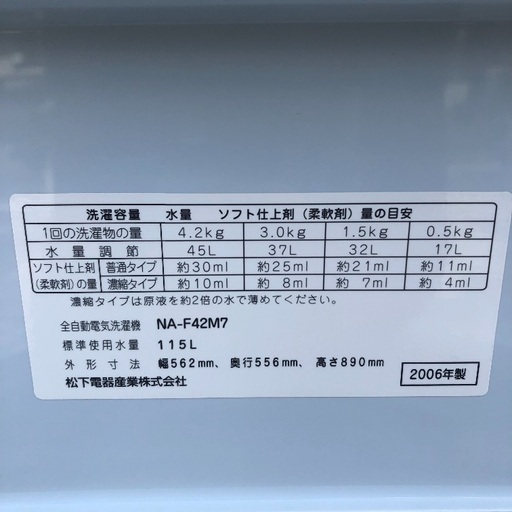 洗濯容量 水量 ソフト仕上剤（柔軟剤）量の目安
1回の洗濯物の量 4.2kg 3.0kg 1.5kg 0.5kg
水量調節 45L 37L 32L 17L
ソフト仕上剤 普通タイプ 約30ml 約25ml 約21ml 約11ml
(柔軟剤)の量 濃縮タイプ 約10ml 約 8ml 約 7ml 約 4ml
濃縮タイプは原液を約2倍の水で薄めてください。
全自動電気洗濯機 NA-F42M7
標準使用水量 115L
外形寸法 幅562mm、奥行556mm、高さ890mm
松下電器産業株式会社 2006年製